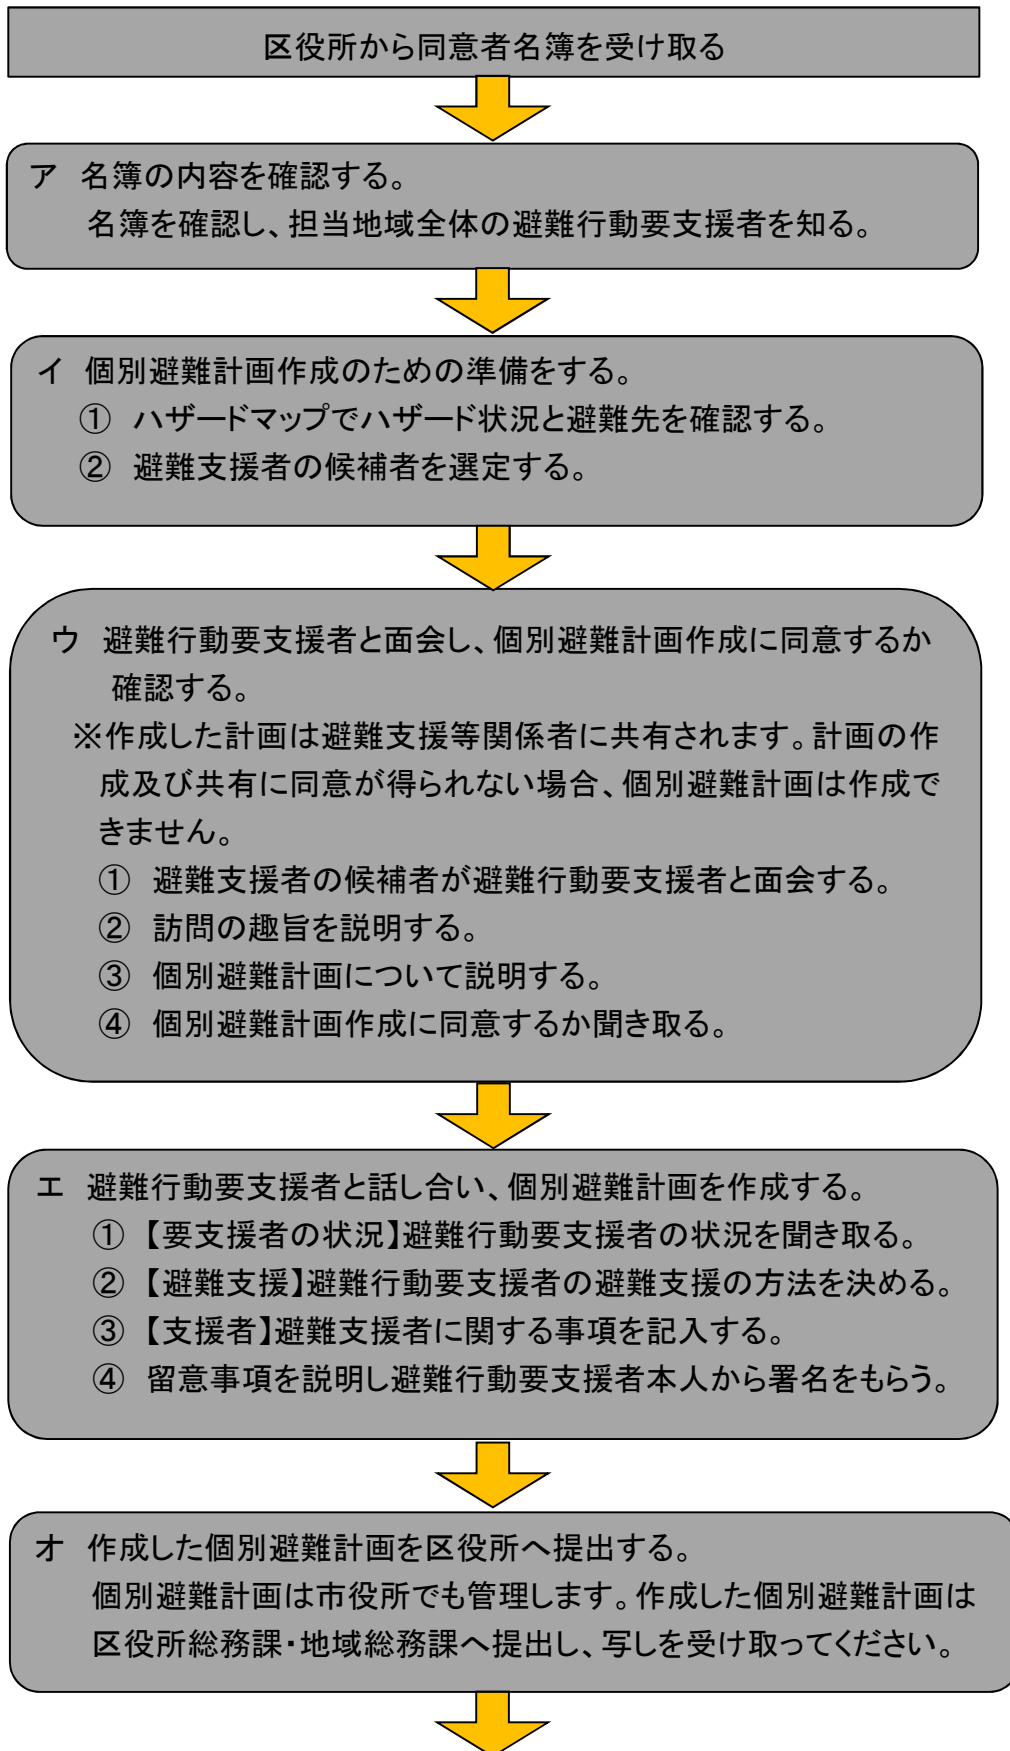 区役所から同意者名簿を受け取る
ア 名簿の内容を確認する。
名簿を確認し、担当地域全体の避難行動要支援者を知る。
イ 個別避難計画作成のための準備をする。
① ハザードマップでハザード状況と避難先を確認する。
② 避難支援者の候補者を選定する。
ウ 避難行動要支援者と面会し、個別避難計画作成に同意するか
確認する。
※作成した計画は避難支援等関係者に共有されます。計画の作
成及び共有に同意が得られない場合、個別避難計画は作成で
きません。
① 避難支援者の候補者が避難行動要支援者と面会する。
② 訪問の趣旨を説明する。
③ 個別避難計画について説明する。
④ 個別避難計画作成に同意するか聞き取る。
エ 避難行動要支援者と話し合い、個別避難計画を作成する。
① 【要支援者の状況】避難行動要支援者の状況を聞き取る。
② 【避難支援】避難行動要支援者の避難支援の方法を決める。
③ 【支援者】避難支援者に関する事項を記入する。
④ 留意事項を説明し避難行動要支援者本人から署名をもらう。
オ 作成した個別避難計画を区役所へ提出する。
個別避難計画は市役所でも管理します。作成した個別避難計画は
区役所総務課・地域総務課へ提出し、写しを受け取ってください。